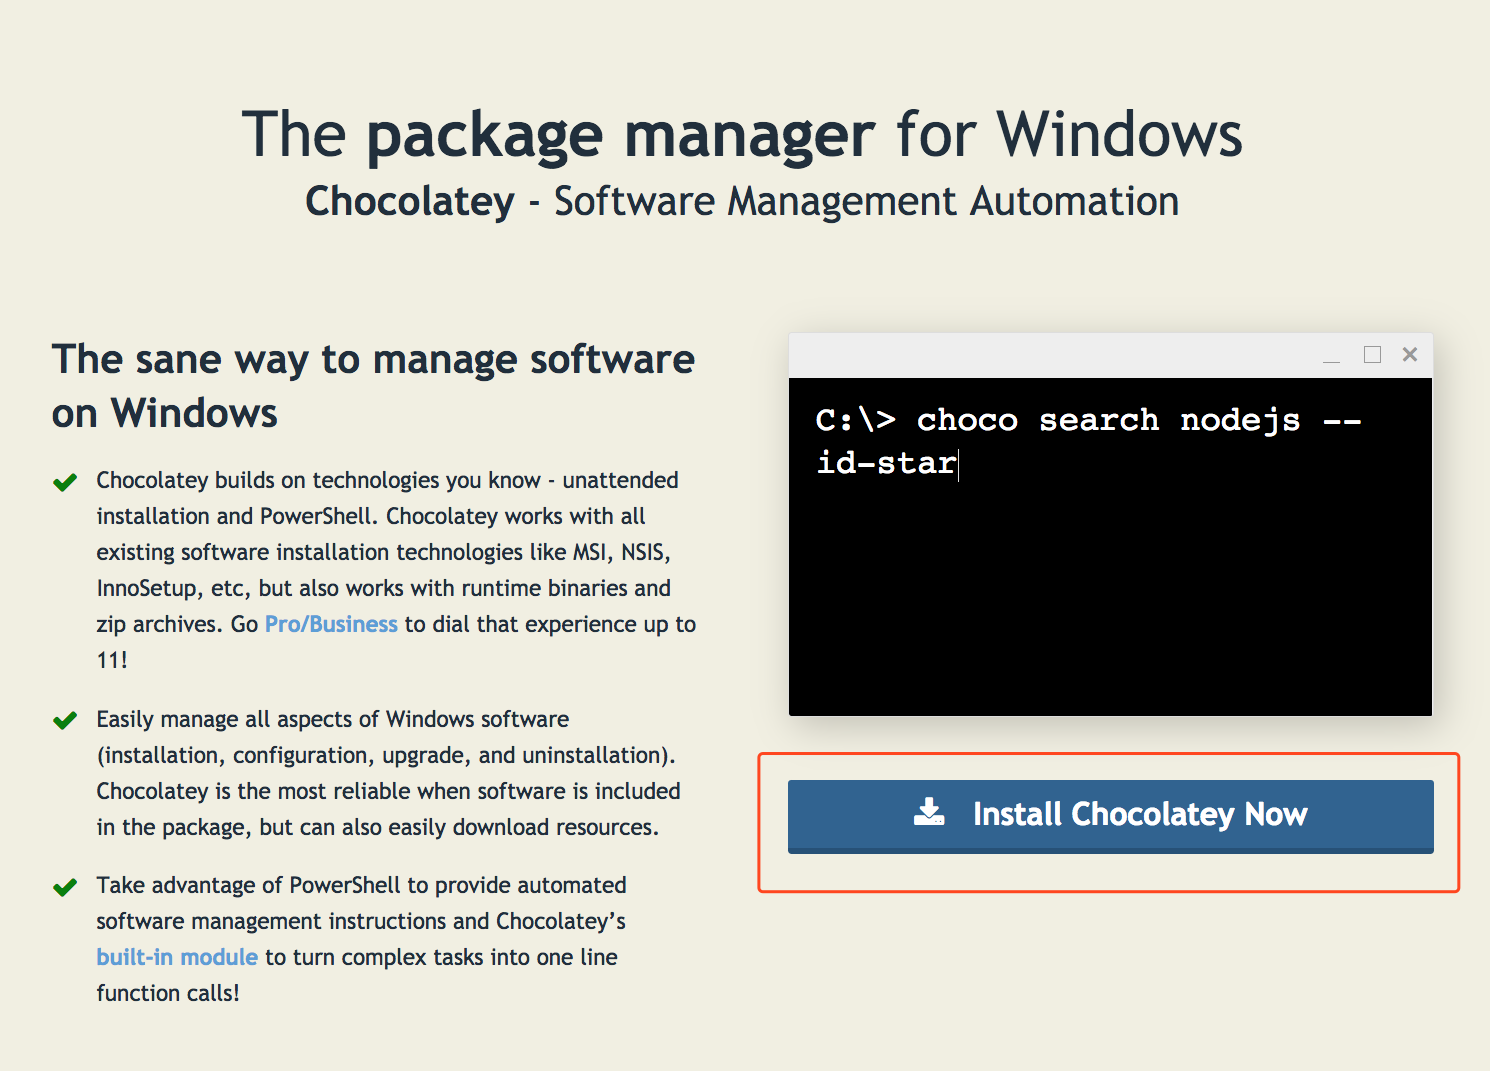 The package manager for Windows
Chocolatey - Software Management Automation
The sane way to manage software
on Windows
Chocolatey builds on technologies you know - unattended
installation and PowerShell. Chocolatey works with all
existing software installation technologies like MSI, NSIS,
InnoSetup, etc, but also works with runtime binaries and
zip archives. Go Pro/Business to dial that experience up to
11!
Easily manage all aspects of Windows software
(installation, configuration, upgrade, and uninstallation).
Chocolatey is the most reliable when software is included
in the package, but can also easily download resources.
Take advantage of PowerShell to provide automated
software management instructions and Chocolatey’s
built-in module to turn complex tasks into one line
function calls!
C:\> choco search nodejs --
id-star
Install Chocolatey Now